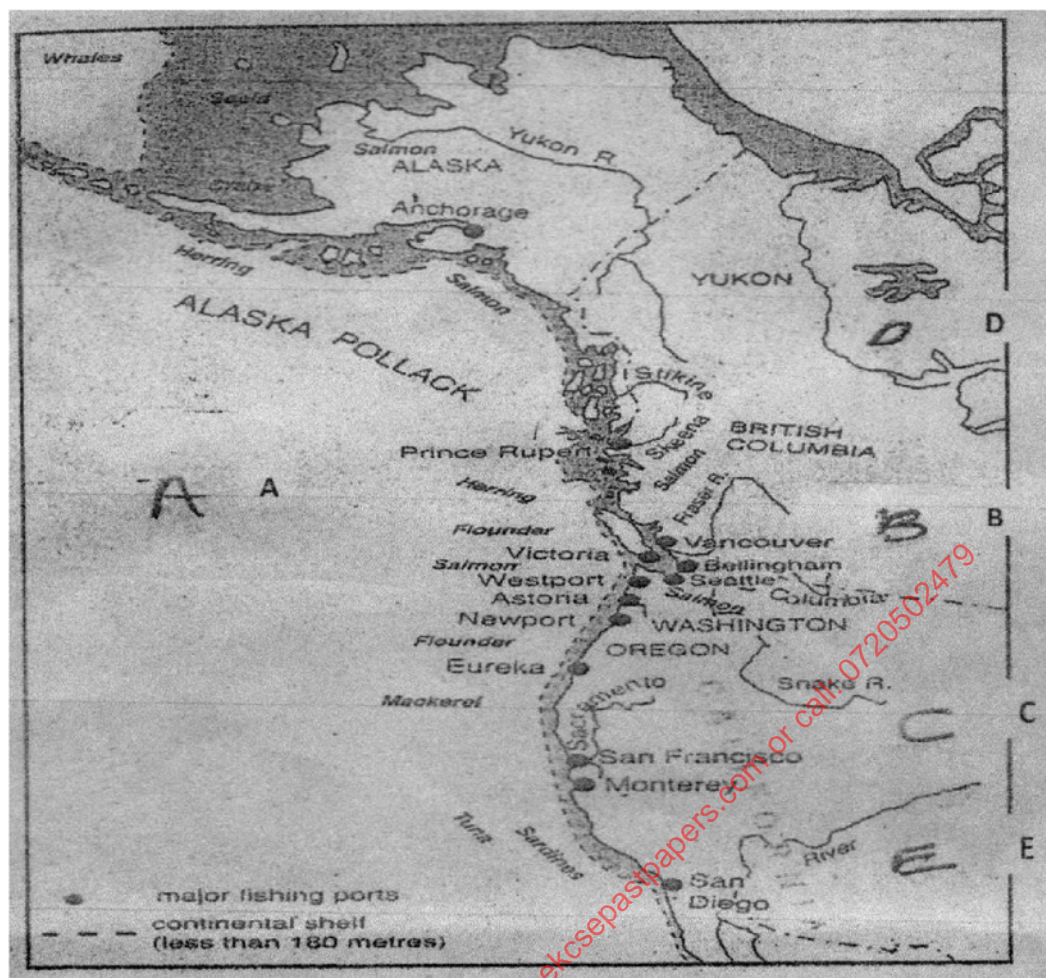 Whales
Seals
Salmon
Yukon R
ALASKA
Crabs
Anchorage
Herring
Salmon
YUKON
ALASKA POLLACK
D
D
Stikine
Skeena
BRITISH
COLUMBIA
Prince Rupert
Salmon
A
A
Herring
Fraser R.
B
B
Flounder
Vancouver
Victoria
Bellingham
Salmon
Westport
Seattle
Astoria
Salmon
Columbia
Newport
WASHINGTON
Flounder
OREGON
Eureka
Snake R.
Mackerel
Sacramento
C
C
San Francisco
Monterey
Tuna
Sardines
River
E
E
San
Diego
major fishing ports
continental shelf
(less than 180 metres)
ekcsepastpapers.com or call: 0720502479